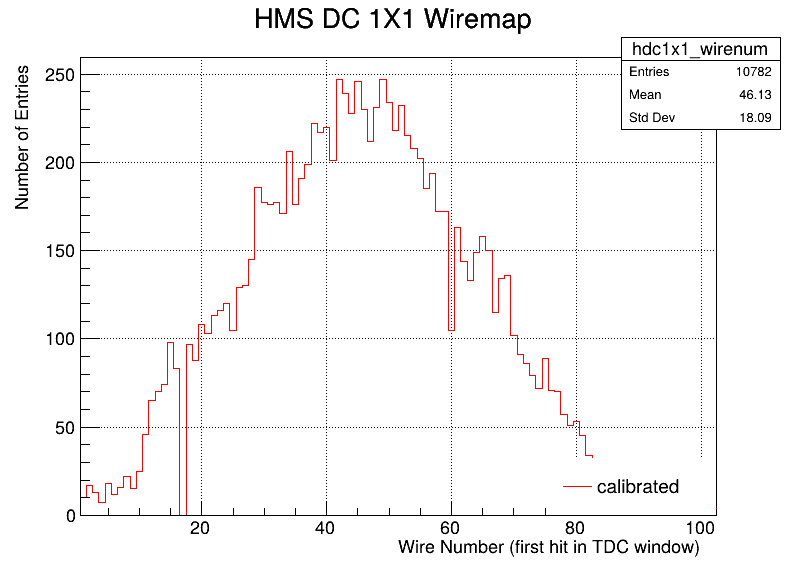 HMS DC 1X1 Wiremap
hdc1x1_wirenum
Entries 10782
Mean 46.13
Std Dev 18.09
Number of Entries
250
200
150
100
50
0
20 40 60 80 100
calibrated
Wire Number (first hit in TDC window)